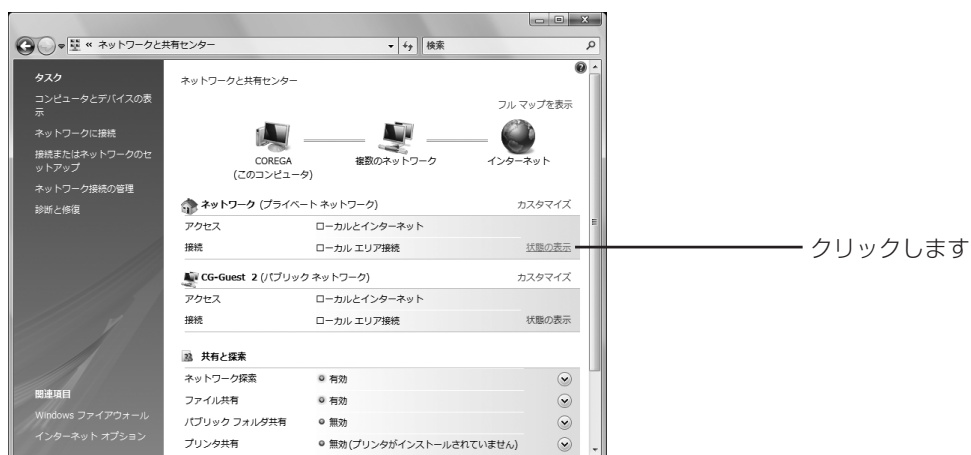 « ネットワークと共有センター
検索
タスク
コンピュータとデバイスの表
示
ネットワークに接続
接続またはネットワークのセ
ットアップ
ネットワーク接続の管理
診断と修復
関連項目
Windows ファイアウォール
インターネット オプション
ネットワークと共有センター
フル マップを表示
COREGA
(このコンピュータ)
複数のネットワーク
インターネット
ネットワーク (プライベート ネットワーク) カスタマイズ
アクセス ローカルとインターネット
接続 ローカル エリア接続 状態の表示
CG-Guest 2 (パブリック ネットワーク) カスタマイズ
アクセス ローカルとインターネット
接続 ローカル エリア接続 状態の表示
共有と探索
ネットワーク探索 有効
ファイル共有 有効
パブリック フォルダ共有 無効
プリンタ共有 無効(プリンタがインストールされていません)
クリックします